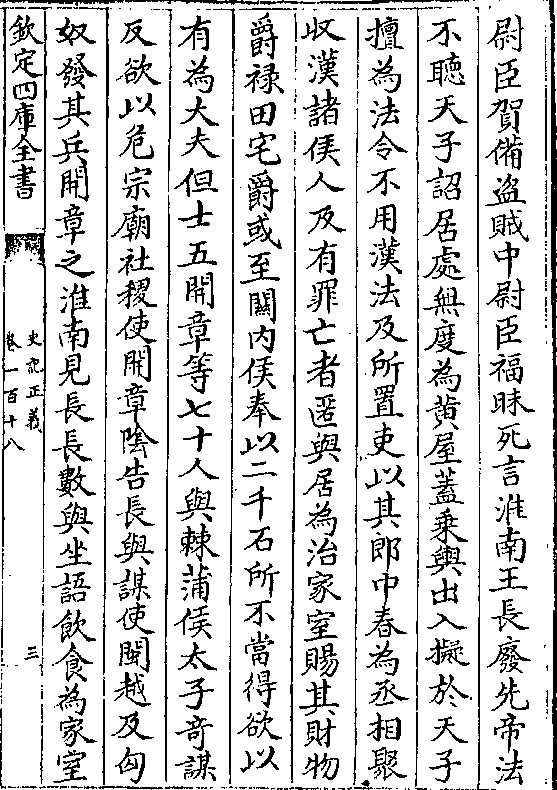 尉臣賀備盗賊中尉臣福昧死言淮南王長廢先帝法
不聽天子詔居處無度為黄屋蓋乗輿出入擬於天子
擅為法令不用漢法及所置吏以其郎中春為丞相聚
收漢諸侯人及有罪亡者匿與居為治家室賜其財物
爵禄田宅爵或至關内侯奉以二千石所不當得欲以
有為大夫但士五開章等七十人與棘蒲侯太子竒謀
反欲以危宗廟社稷使開章隂告長與謀使閩越及匈
奴發其兵開章之淮南見長長數與坐語飲食為家室
欽定四庫全書
史記正義
卷一百十八
三